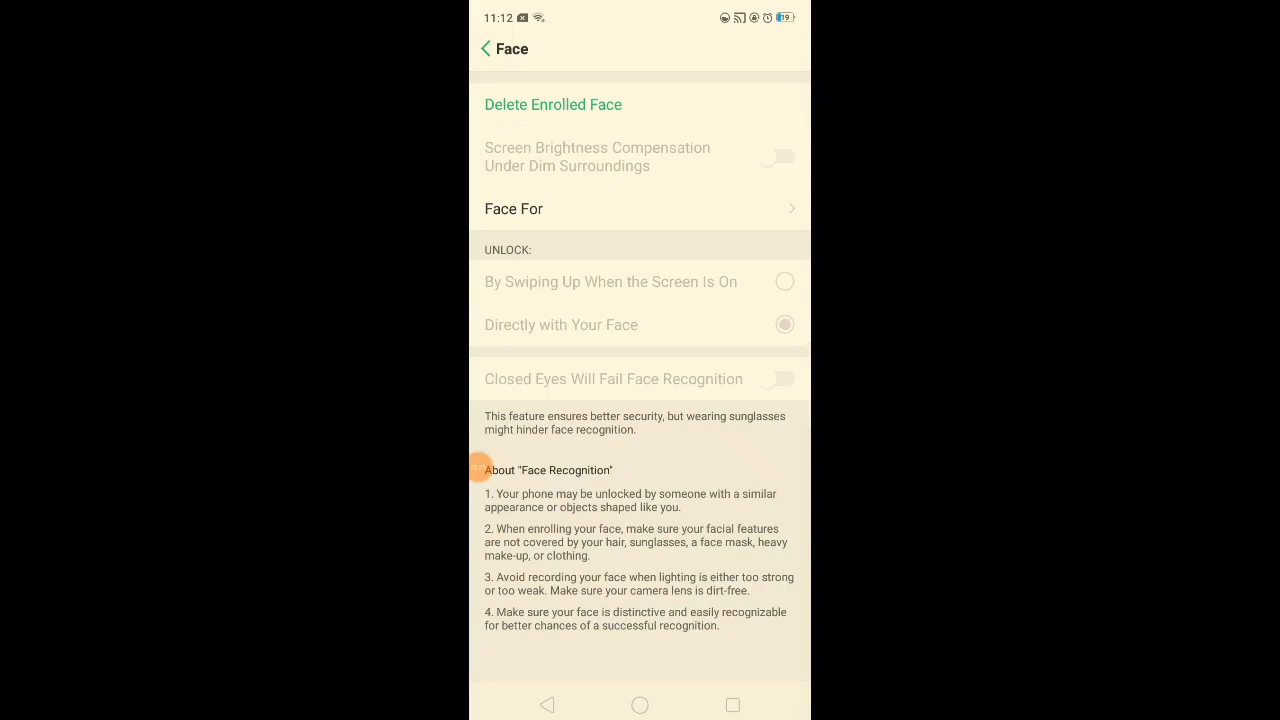 11:12
19
Face
Delete Enrolled Face
Screen Brightness Compensation
Under Dim Surroundings
Face For
UNLOCK:
By Swiping Up When the Screen Is On
Directly with Your Face
Closed Eyes Will Fail Face Recognition
This feature ensures better security, but wearing sunglasses
might hinder face recognition.
About "Face Recognition"
1. Your phone may be unlocked by someone with a similar
appearance or objects shaped like you.
2. When enrolling your face, make sure your facial features
are not covered by your hair, sunglasses, a face mask, heavy
make-up, or clothing.
3. Avoid recording your face when lighting is either too strong
or too weak. Make sure your camera lens is dirt-free.
4. Make sure your face is distinctive and easily recognizable
for better chances of a successful recognition.